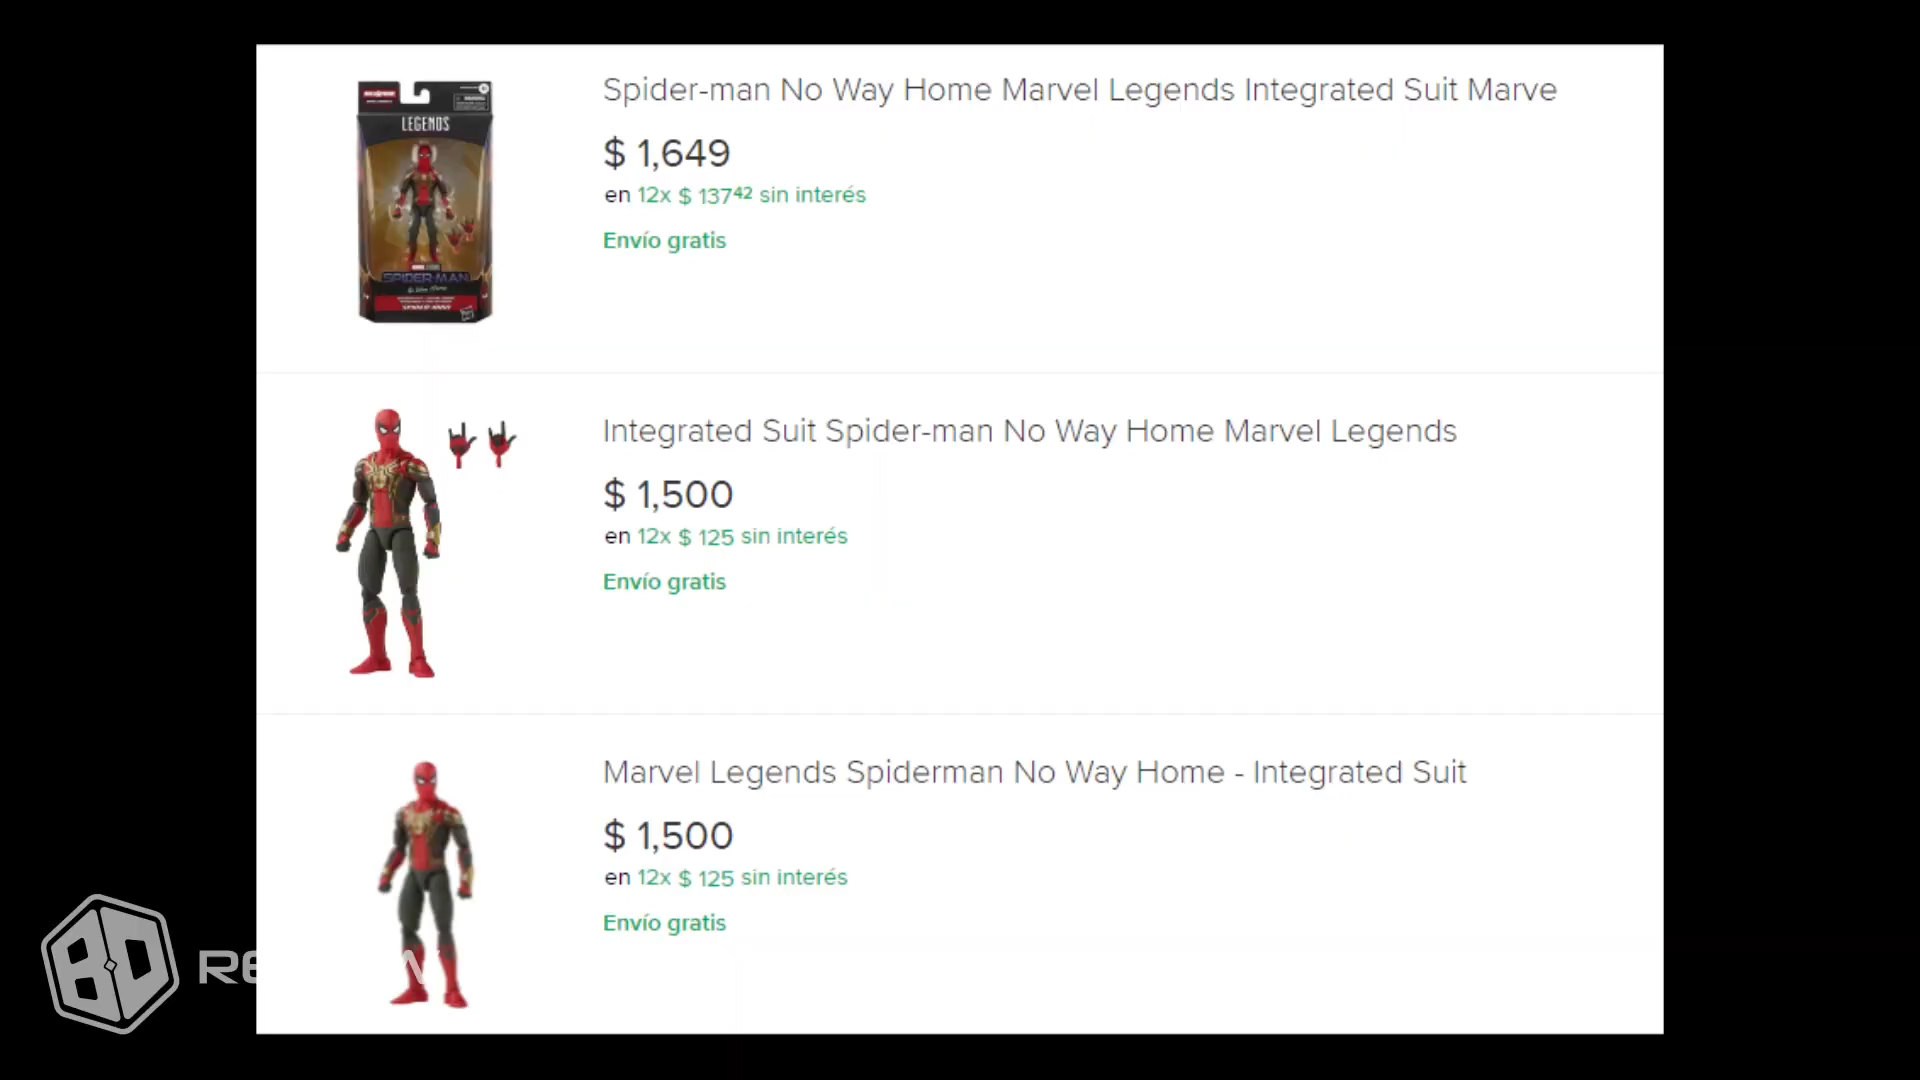 Spider-man No Way Home Marvel Legends Integrated Suit Marve
$ 1,649
en 12x $ 137⁴² sin interés
Envío gratis
LEGENDS
SPIDER-MAN
Integrated Suit Spider-man No Way Home Marvel Legends
$ 1,500
en 12x $ 125 sin interés
Envío gratis
Marvel Legends Spiderman No Way Home - Integrated Suit
$ 1,500
en 12x $ 125 sin interés
Envío gratis
BD